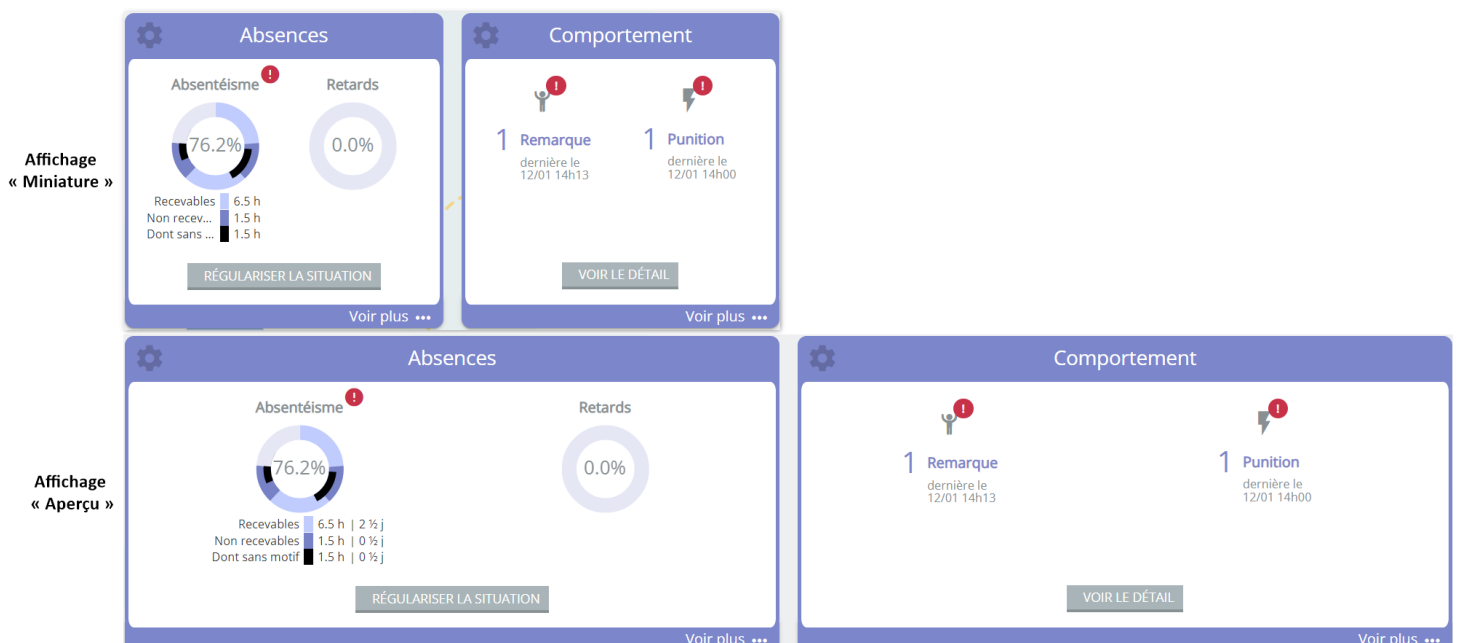 Affichage
« Miniature »
Absences
Absentéisme !
Retards
76.2%
0.0%
Recevables 6.5 h
Non recev... 1.5 h
Dont sans ... 1.5 h
RÉGULARISER LA SITUATION
Voir plus •••
Comportement
!
!
1 Remarque
dernière le
12/01 14h13
1 Punition
dernière le
12/01 14h00
VOIR LE DÉTAIL
Voir plus •••
Affichage
« Aperçu »
Absences
Absentéisme !
Retards
76.2%
0.0%
Recevables 6.5 h | 2 ½ j
Non recevables 1.5 h | 0 ½ j
Dont sans motif 1.5 h | 0 ½ j
RÉGULARISER LA SITUATION
Voir plus •••
Comportement
!
!
1 Remarque
dernière le
12/01 14h13
1 Punition
dernière le
12/01 14h00
VOIR LE DÉTAIL
Voir plus •••